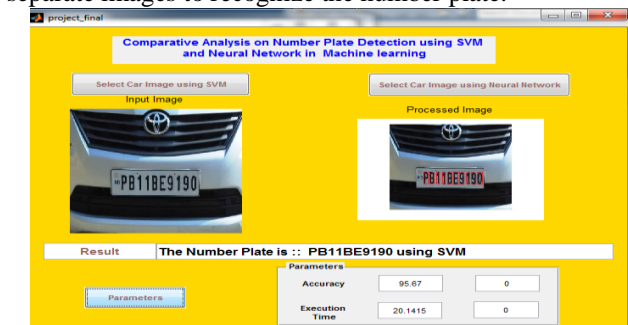 separate images to recognize the number plate.
project_final
Comparative Analysis on Number Plate Detection using SVM
and Neural Network in Machine learning
Select Car Image using SVM
Select Car Image using Neural Network
Input Image
Processed Image
PB11BE9190
PB11BE9190
Result
The Number Plate is :: PB11BE9190 using SVM
Parameters
Parameters
Accuracy
95.67
0
Execution
Time
20.1415
0